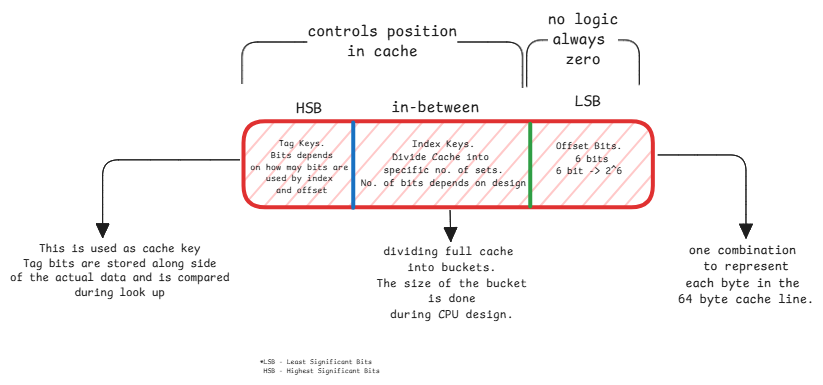 controls position
in cache
no logic
always
zero
HSB
in-between
LSB
Tag Keys.
Bits depends
on how may bits are
used by index
and offset
Index Keys.
Divide Cache into
specific no. of sets.
No. of bits depends on design
Offset Bits.
6 bits
6 bit -> 2^6
This is used as cache key
Tag bits are stored along side
of the actual data and is compared
during look up
dividing full cache
into buckets.
The size of the bucket
is done
during CPU design.
one combination
to represent
each byte in the
64 byte cache line.
*LSB - Least Significant Bits
HSB - Highest Significant Bits